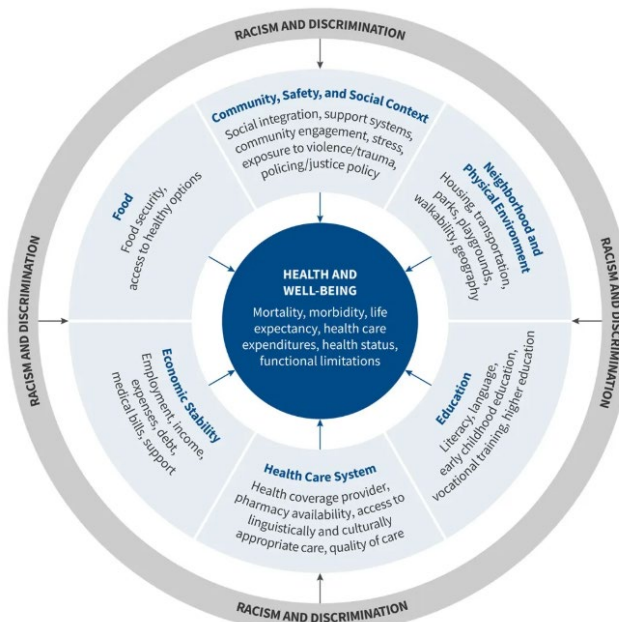 RACISM AND DISCRIMINATION
Community, Safety, and Social Context
Social integration, support systems,
community engagement, stress,
exposure to violence/trauma,
policing/justice policy
Neighborhood and
Physical Environment
Housing, transportation,
parks, playgrounds,
walkability, geography
Food
Food security,
access to healthy options
RACISM AND DISCRIMINATION
HEALTH AND
WELL-BEING
Mortality, morbidity, life
expectancy, health care
expenditures, health status,
functional limitations
RACISM AND DISCRIMINATION
Economic Stability
Employment, income,
expenses, debt,
medical bills, support
Education
Literacy, language,
early childhood education,
vocational training, higher education
Health Care System
Health coverage provider,
pharmacy availability, access to
linguistically and culturally
appropriate care, quality of care
RACISM AND DISCRIMINATION